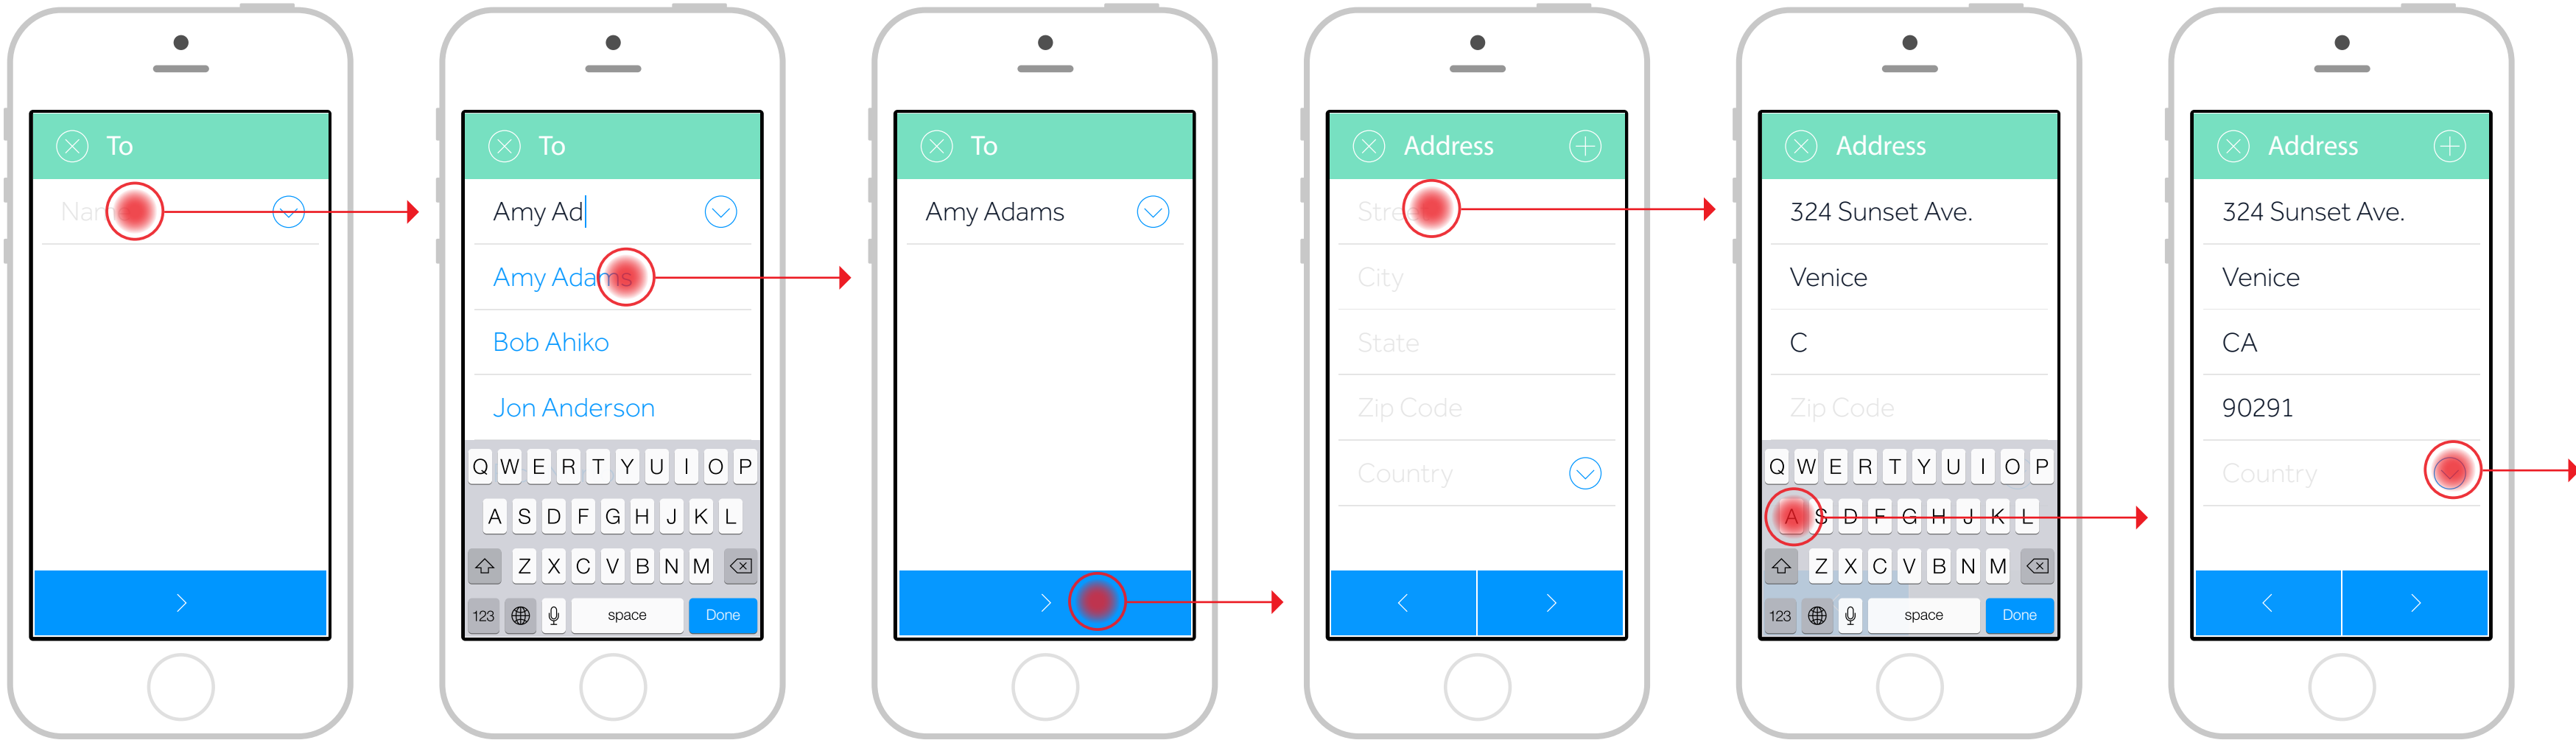 To
Name
To
Amy Ad
Amy Adams
Bob Ahiko
Jon Anderson
Q W E R T Y U I O P
A S D F G H J K L
Z X C V B N M
123 space Done
To
Amy Adams
Address
Street
City
State
Zip Code
Country
Address
324 Sunset Ave.
Venice
C
Zip Code
Q W E R T Y U I O P
A S D F G H J K L
Z X C V B N M
123 space Done
Address
324 Sunset Ave.
Venice
CA
90291
Country